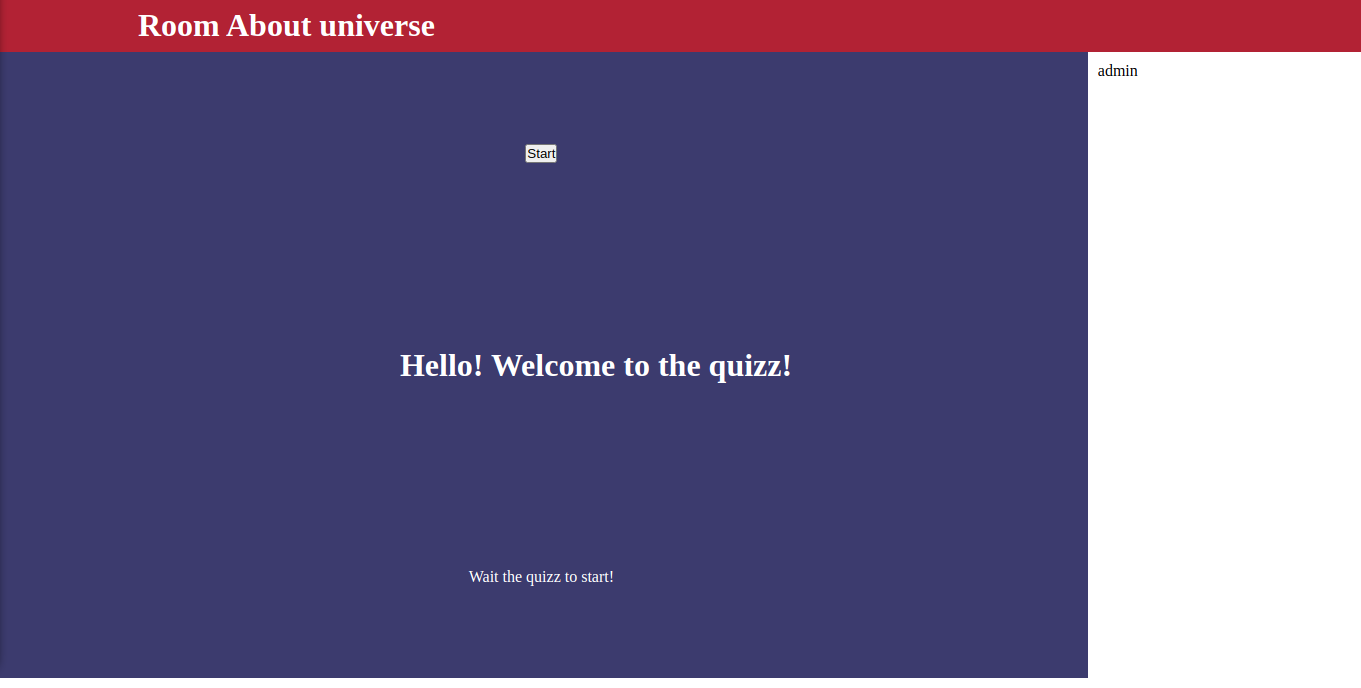 Room About universe
admin
Start
Hello! Welcome to the quizz!
Wait the quizz to start!